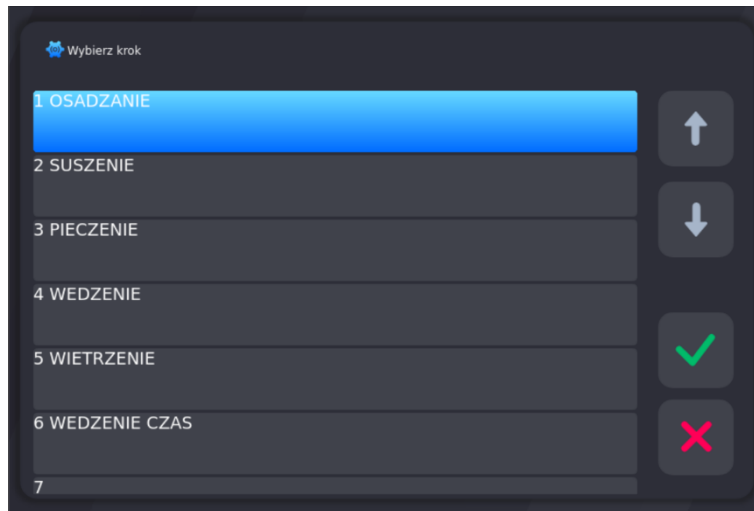 Wybierz krok
1 OSADZANIE
2 SUSZENIE
3 PIECZENIE
4 WEDZENIE
5 WIETRZENIE
6 WEDZENIE CZAS
7